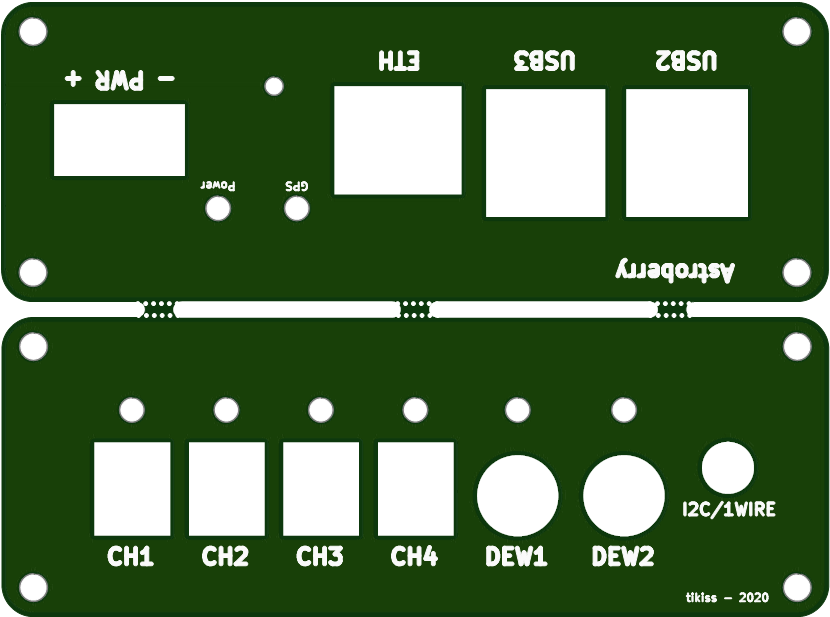 − PWR +
ETH
USB3
USB2
Power
GPS
Astroberry
CH1
CH2
CH3
CH4
DEW1
DEW2
I2C/1WIRE
tikiss − 2020